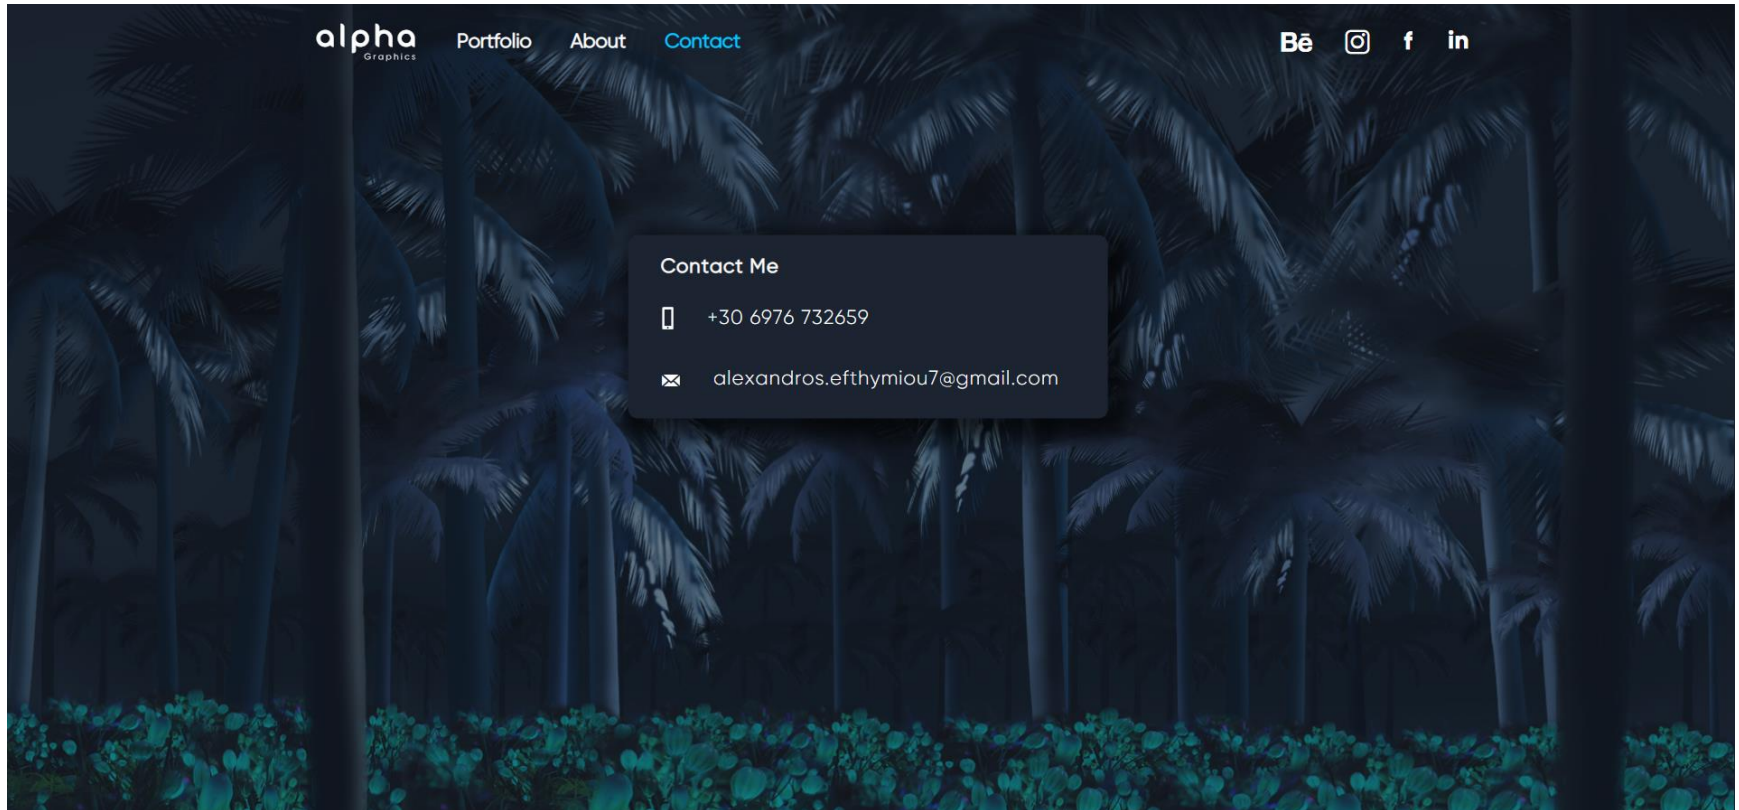 alpha
Graphics
Portfolio About Contact
Bē f in
Contact Me
+30 6976 732659
alexandros.efthymiou7@gmail.com